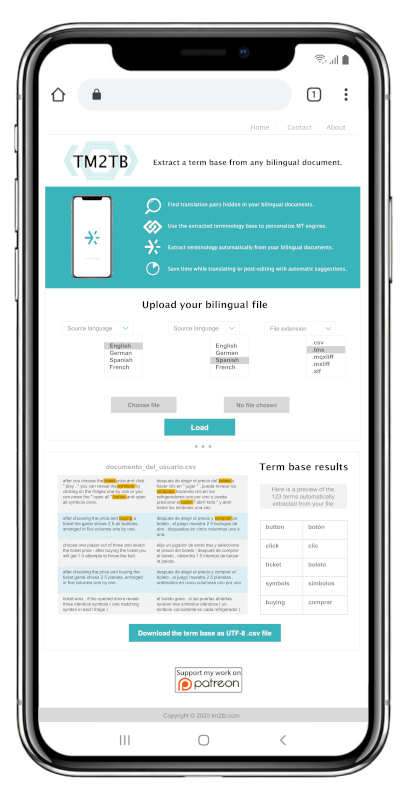 1
Home
Contact
About
TM2TB
Extract a term base from any bilingual document.
Find translation pairs hidden in your bilingual documents.
Use the extracted terminology base to personalize MT engines.
Extract terminology automatically from your bilingual documents.
Save time while translating or post-editing with automatic suggestions.
Upload your bilingual file
Source language
English
German
Spanish
French
Source language
English
German
Spanish
French
File extension
.csv
.tmx
.mqxliff
.mxliff
.xlf
Choose file
No file chosen
Load
documento_del_usuario.csv
after you choose the ticket price and click
" play , " you can reveal the symbols by
clicking on the fridges one by one or you
can press the " open all " button and open
all symbols at once.
después de elegir el precio del boleto y
hacer clic en " jugar " , puede revelar los
símbolos haciendo clic en los
refrigeradores uno por uno o puede
presionar el botón " abrir todo " y abrir
todos los símbolos a la vez.
after choosing the price and buying a
ticket the game shows 2 5 air bubbles,
arranged in five columns one by one.
después de elegir el precio y comprar un
boleto , el juego muestra 2 5 burbujas de
aire , dispuestas en cinco columnas una a
una.
choose one player out of three and select
the ticket price - after buying the ticket you
will get 1 0 attempts to throw the ball.
elija un jugador de entre tres y seleccione
el precio del boleto ; después de comprar
el boleto , obtendrá 1 0 intentos de lanzar
el balón.
after choosing the price and buying the
ticket game shows 2 5 planets, arranged
in five columns one by one.
después de elegir el precio y comprar el
boleto , el juego muestra 2 5 planetas ,
ordenados en cinco columnas uno por uno
ticket wins , if the opened doors reveal
three identical symbols ( one matching
symbol in each fridge )
el boleto gana , si las puertas abiertas
revelan tres símbolos idénticos ( un
símbolo coincidente en cada refrigerador )
Term base results
Here is a preview of the
123 terms automatically
extracted from your file.
button botón
click clic
ticket boleto
symbols símbolos
buying comprar
Download the term base as UTF-8 .csv file
Support my work on
patreon
Copyright © 2020 tm2tb.com